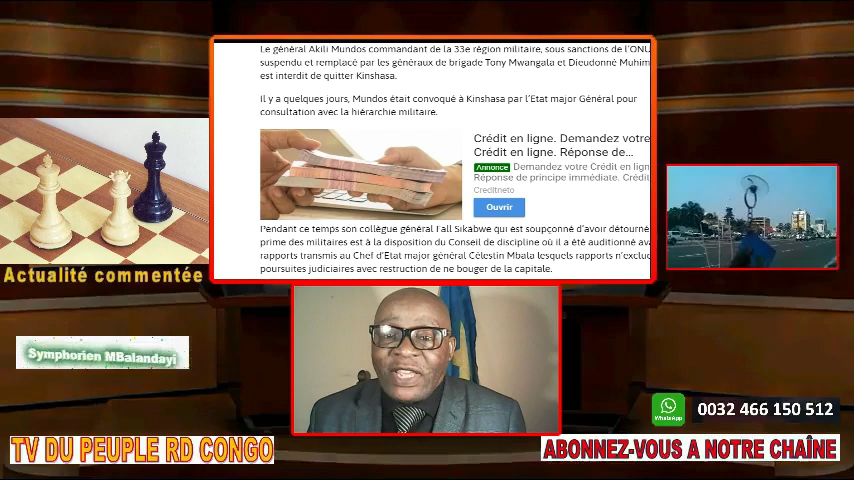 Le général Akili Mundos commandant de la 33e région militaire, sous sanctions de l'ONU
suspendu et remplacé par les généraux de brigade Tony Mwangala et Dieudonné Muhim
est interdit de quitter Kinshasa.
Il y a quelques jours, Mundos était convoqué à Kinshasa par l'Etat major Général pour
consultation avec la hiérarchie militaire.
Crédit en ligne. Demandez votre
Crédit en ligne. Réponse de...
Annonce Demandez votre Crédit en lign
Réponse de principe immédiate. Crédit
Creditneto
Ouvrir
Pendant ce temps son collègue général Fall Sikabwe qui est soupçonné d'avoir détourné
prime des militaires est à la disposition du Conseil de discipline où il a été auditionné ava
rapports transmis au Chef d'Etat major général Célestin Mbala lesquels rapports n'exclue
poursuites judiciaires avec restruction de ne bouger de la capitale.
Actualité commentée
Symphorien MBalandayi
WhatsApp
0032 466 150 512
TV DU PEUPLE RD CONGO
ABONNEZ-VOUS A NOTRE CHAÎNE